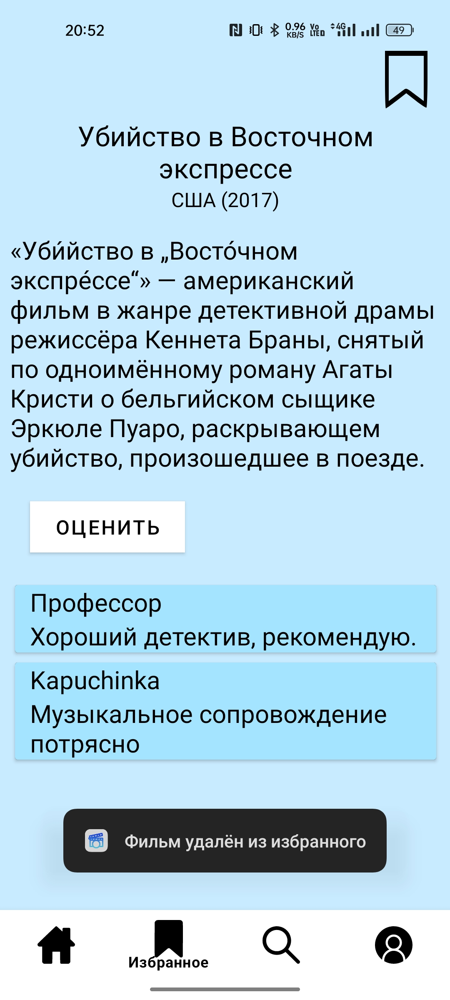 20:52
0.96 KB/S Vo LTE 4G 49
Убийство в Восточном
экспрессе
США (2017)
«Уби́йство в „Восто́чном
экспре́ссе“» — американский
фильм в жанре детективной драмы
режиссёра Кеннета Браны, снятый
по одноимённому роману Агаты
Кристи о бельгийском сыщике
Эркюле Пуаро, раскрывающем
убийство, произошедшее в поезде.
ОЦЕНИТЬ
Профессор
Хороший детектив, рекомендую.
Kapuchinka
Музыкальное сопровождение
потрясно
Фильм удалён из избранного
Избранное